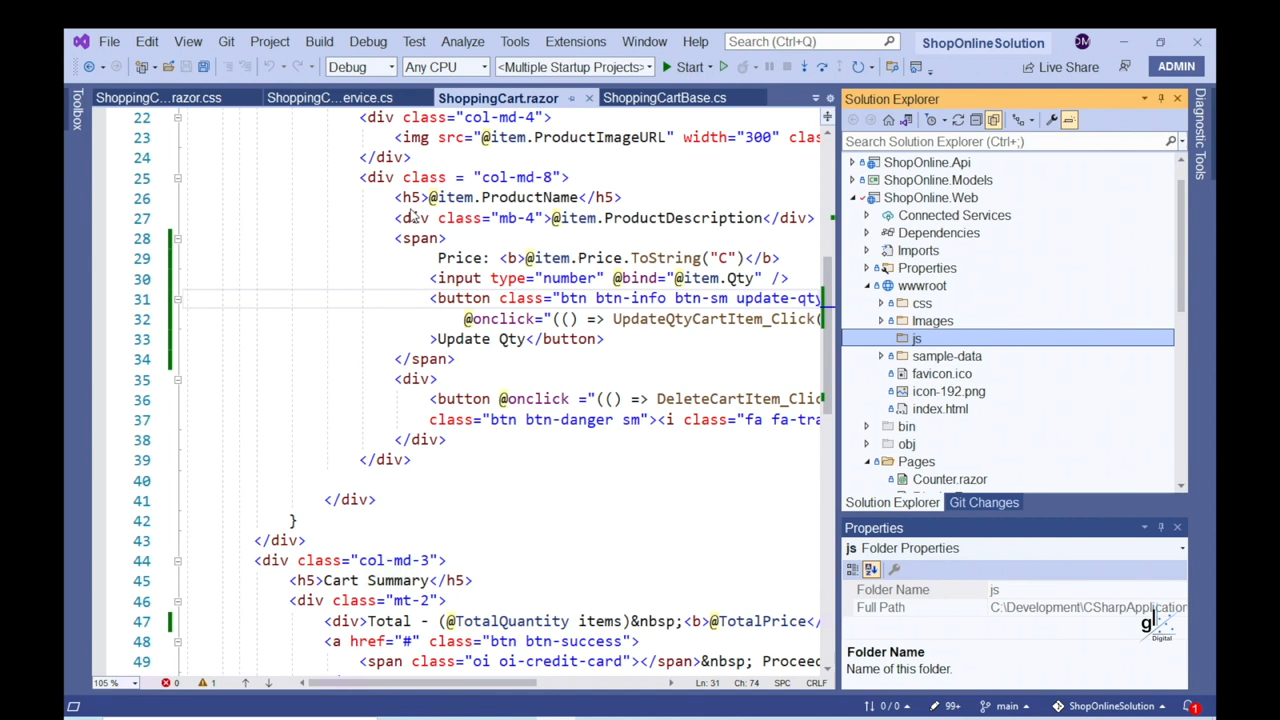 File Edit View Git Project Build Debug Test Analyze Tools Extensions Window Help Search (Ctrl+Q) ShopOnlineSolution DM
Debug Any CPU <Multiple Startup Projects> Start Live Share ADMIN
Toolbox
ShoppingC...razor.css ShoppingC...ervice.cs ShoppingCart.razor ShoppingCartBase.cs
22 <div class="col-md-4">
23 <img src="@item.ProductImageURL" width="300" clas
24 </div>
25 <div class = "col-md-8">
26 <h5>@item.ProductName</h5>
27 <div class="mb-4">@item.ProductDescription</div>
28 <span>
29 Price: <b>@item.Price.ToString("C")</b>
30 <input type="number" @bind="@item.Qty" />
31 <button class="btn btn-info btn-sm update-qty
32 @onclick="(() => UpdateQtyCartItem_Click(
33 >Update Qty</button>
34 </span>
35 <div>
36 <button @onclick ="(() => DeleteCartItem_Clic
37 class="btn btn-danger sm"><i class="fa fa-tra
38 </div>
39 </div>
40
41 </div>
42 }
43 </div>
44 <div class="col-md-3">
45 <h5>Cart Summary</h5>
46 <div class="mt-2">
47 <div>Total - (@TotalQuantity items)&nbsp;<b>@TotalPrice</
48 <a href="#" class="btn btn-success">
49 <span class="oi oi-credit-card"></span>&nbsp; Proceed
105 % 0 1 Ln: 31 Ch: 74 SPC CRLF
Solution Explorer
Search Solution Explorer (Ctrl+;)
ShopOnline.Api
ShopOnline.Models
ShopOnline.Web
Connected Services
Dependencies
Imports
Properties
wwwroot
css
Images
js
sample-data
favicon.ico
icon-192.png
index.html
bin
obj
Pages
Counter.razor
Solution Explorer Git Changes
Properties
js Folder Properties
Folder Name js
Full Path C:\Development\CSharpApplication
Folder Name
Name of this folder.
gl
Digital
Diagnostic Tools
0 / 0 99+ main ShopOnlineSolution 1